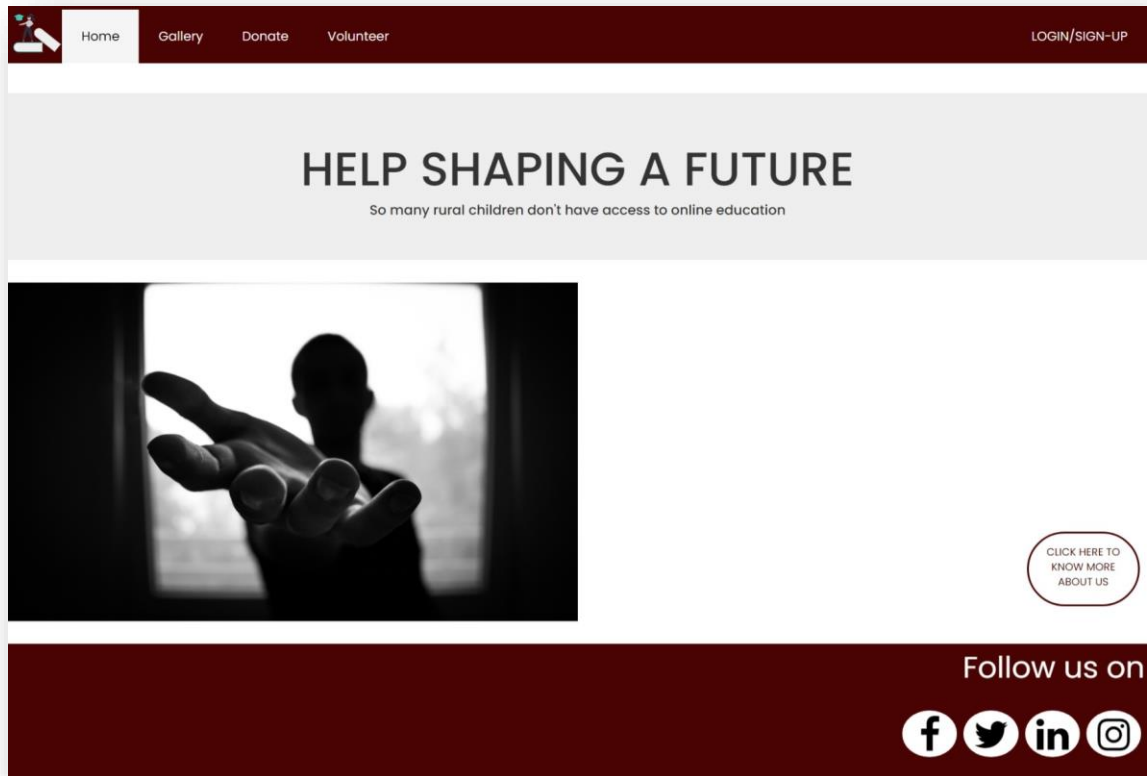 Home Gallery Donate Volunteer LOGIN/SIGN-UP
HELP SHAPING A FUTURE
So many rural children don't have access to online education
CLICK HERE TO
KNOW MORE
ABOUT US
Follow us on